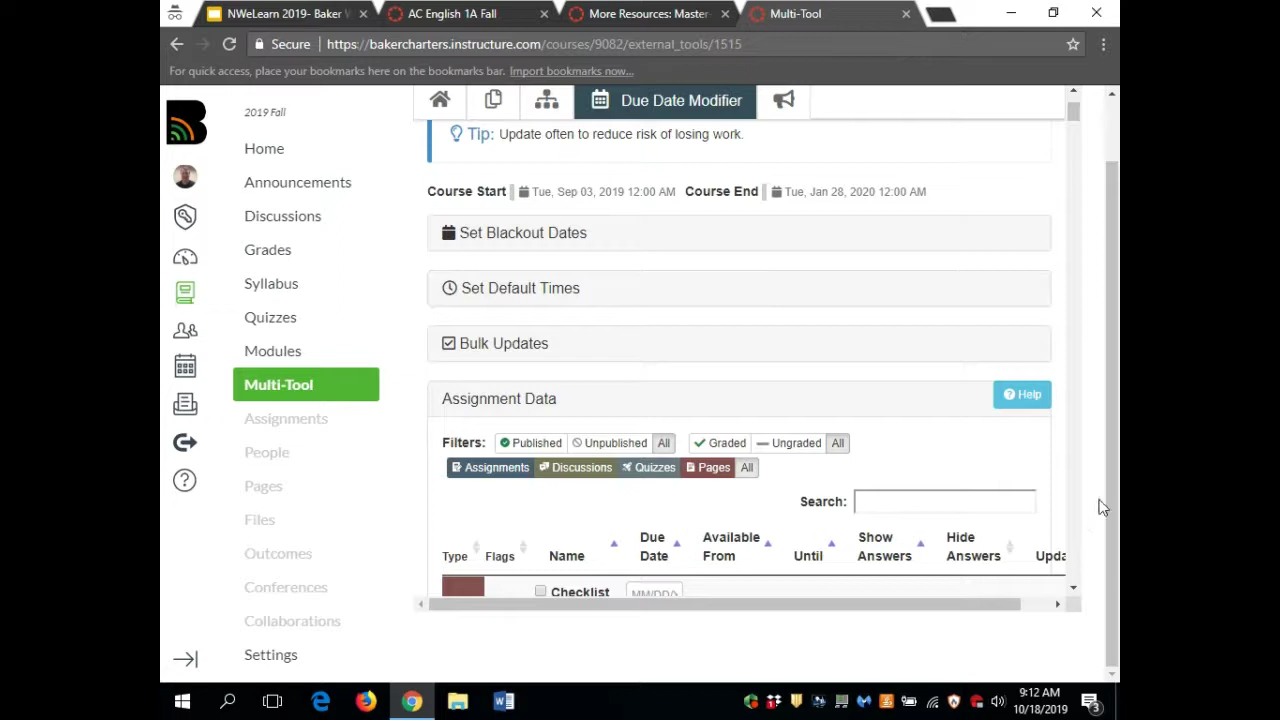 NWeLearn 2019- Baker W
AC English 1A Fall
More Resources: Master-
Multi-Tool
Secure
https://bakercharters.instructure.com/courses/9082/external_tools/1515
For quick access, place your bookmarks here on the bookmarks bar. Import bookmarks now...
2019 Fall
Home
Announcements
Discussions
Grades
Syllabus
Quizzes
Modules
Multi-Tool
Assignments
People
Pages
Files
Outcomes
Conferences
Collaborations
Settings
Due Date Modifier
Tip: Update often to reduce risk of losing work.
Course Start Tue, Sep 03, 2019 12:00 AM Course End Tue, Jan 28, 2020 12:00 AM
Set Blackout Dates
Set Default Times
Bulk Updates
Assignment Data
Help
Filters: Published Unpublished All Graded Ungraded All
Assignments Discussions Quizzes Pages All
Search:
Type Flags Name Due Date Available From Until Show Answers Hide Answers Upda
Checklist MM/DD/
9:12 AM
10/18/2019
3